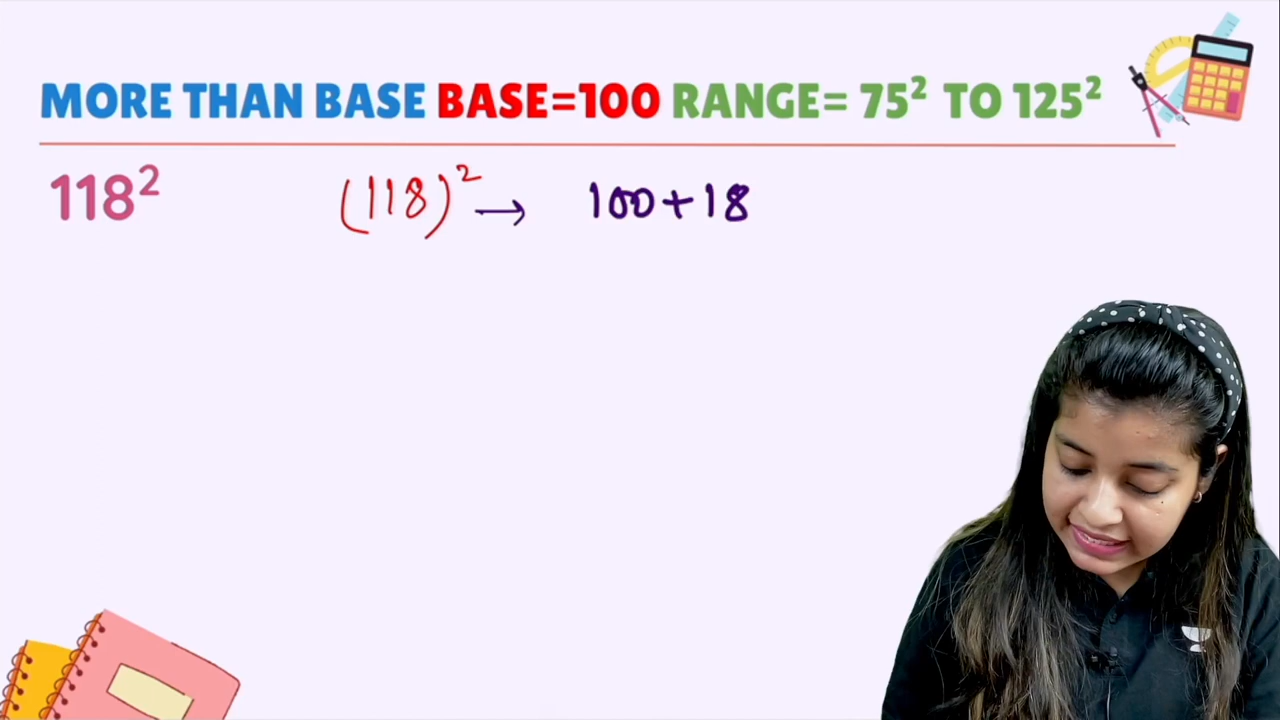 MORE THAN BASE BASE=100 RANGE= 75² TO 125²
118² (118)² → 100+18